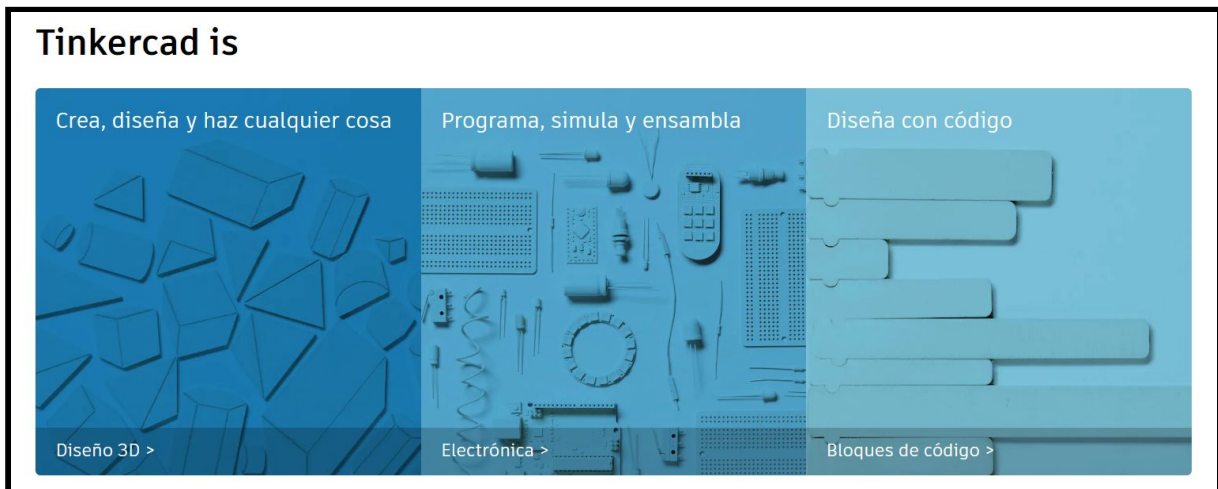 Tinkercad is
Crea, diseña y haz cualquier cosa
Programa, simula y ensambla
Diseña con código
Diseño 3D >
Electrónica >
Bloques de código >